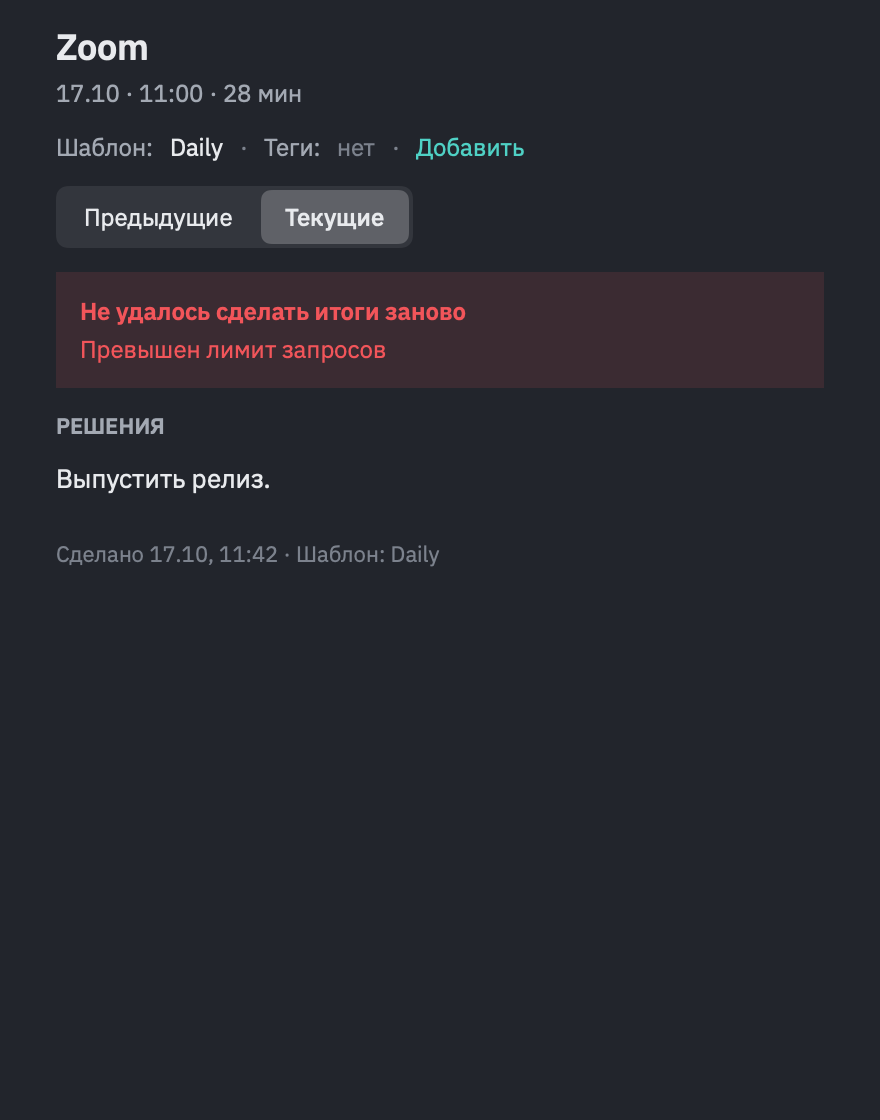 Zoom
17.10 · 11:00 · 28 мин
Шаблон: Daily · Теги: нет · Добавить
Предыдущие Текущие
Не удалось сделать итоги заново
Превышен лимит запросов
РЕШЕНИЯ
Выпустить релиз.
Сделано 17.10, 11:42 · Шаблон: Daily